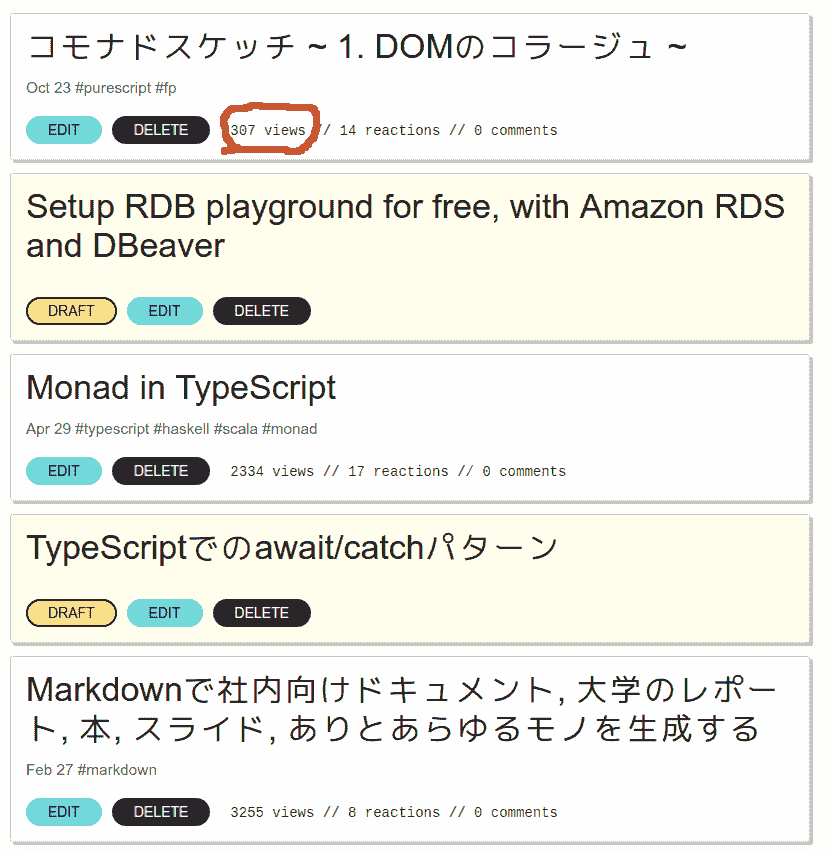 コモナドスケッチ ~ 1. DOMのコラージュ ~
Oct 23 #purescript #fp
EDIT DELETE 307 views // 14 reactions // 0 comments
Setup RDB playground for free, with Amazon RDS
and DBeaver
DRAFT EDIT DELETE
Monad in TypeScript
Apr 29 #typescript #haskell #scala #monad
EDIT DELETE 2334 views // 17 reactions // 0 comments
TypeScriptでのawait/catchパターン
DRAFT EDIT DELETE
Markdownで社内向けドキュメント, 大学のレポー
ト, 本, スライド, ありとあらゆるモノを生成する
Feb 27 #markdown
EDIT DELETE 3255 views // 8 reactions // 0 comments